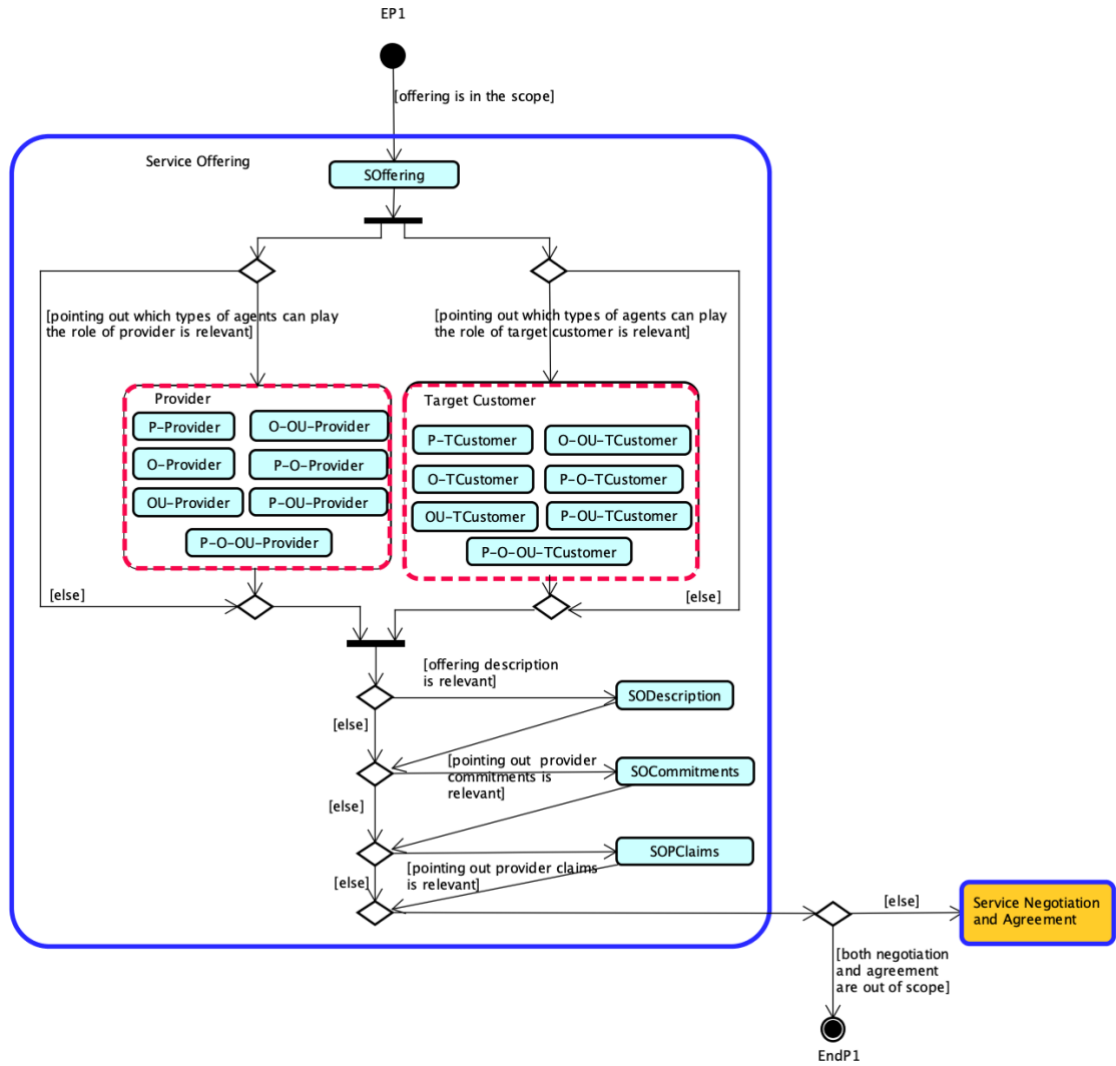 EP1
[offering is in the scope]
Service Offering
SOffering
[pointing out which types of agents can play
the role of provider is relevant]
[pointing out which types of agents can play
the role of target customer is relevant]
Provider
P-Provider
O-OU-Provider
O-Provider
P-O-Provider
OU-Provider
P-OU-Provider
P-O-OU-Provider
Target Customer
P-TCustomer
O-OU-TCustomer
O-TCustomer
P-O-TCustomer
OU-TCustomer
P-OU-TCustomer
P-O-OU-TCustomer
[else]
[else]
[offering description
is relevant]
SODescription
[else]
[pointing out provider
commitments is
relevant]
SOCommitments
[else]
SOPClaims
[pointing out provider claims
is relevant]
[else]
[else]
Service Negotiation
and Agreement
[both negotiation
and agreement
are out of scope]
EndP1